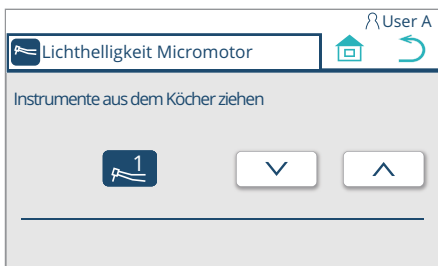 User A
Lichthelligkeit Micromotor
Instrumente aus dem Köcher ziehen
1